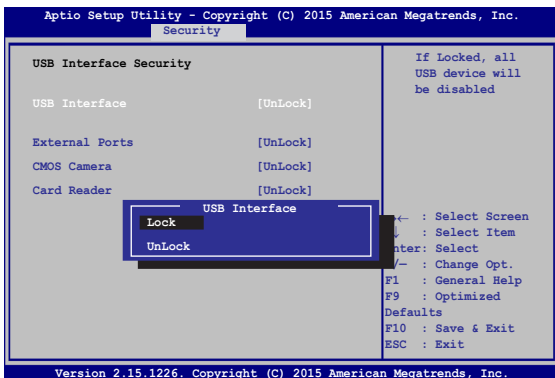 Aptio Setup Utility - Copyright (C) 2015 American Megatrends, Inc.
Security
USB Interface Security
USB Interface [UnLock]
External Ports [UnLock]
CMOS Camera [UnLock]
Card Reader [UnLock]
USB Interface
Lock
UnLock
If Locked, all
USB device will
be disabled
→← : Select Screen
↓ : Select Item
nter: Select
/— : Change Opt.
F1 : General Help
F9 : Optimized
Defaults
F10 : Save & Exit
ESC : Exit
Version 2.15.1226. Copyright (C) 2015 American Megatrends, Inc.